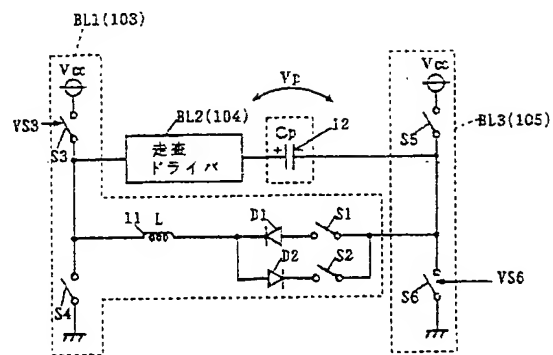 BL1(103)
VCC
VS3
S3
BL2(104)
走査
ドライバ
Vp
Cp
+
-
12
VCC
S5
BL3(105)
11 L
D1
S1
D2
S2
S4
S6
VS6